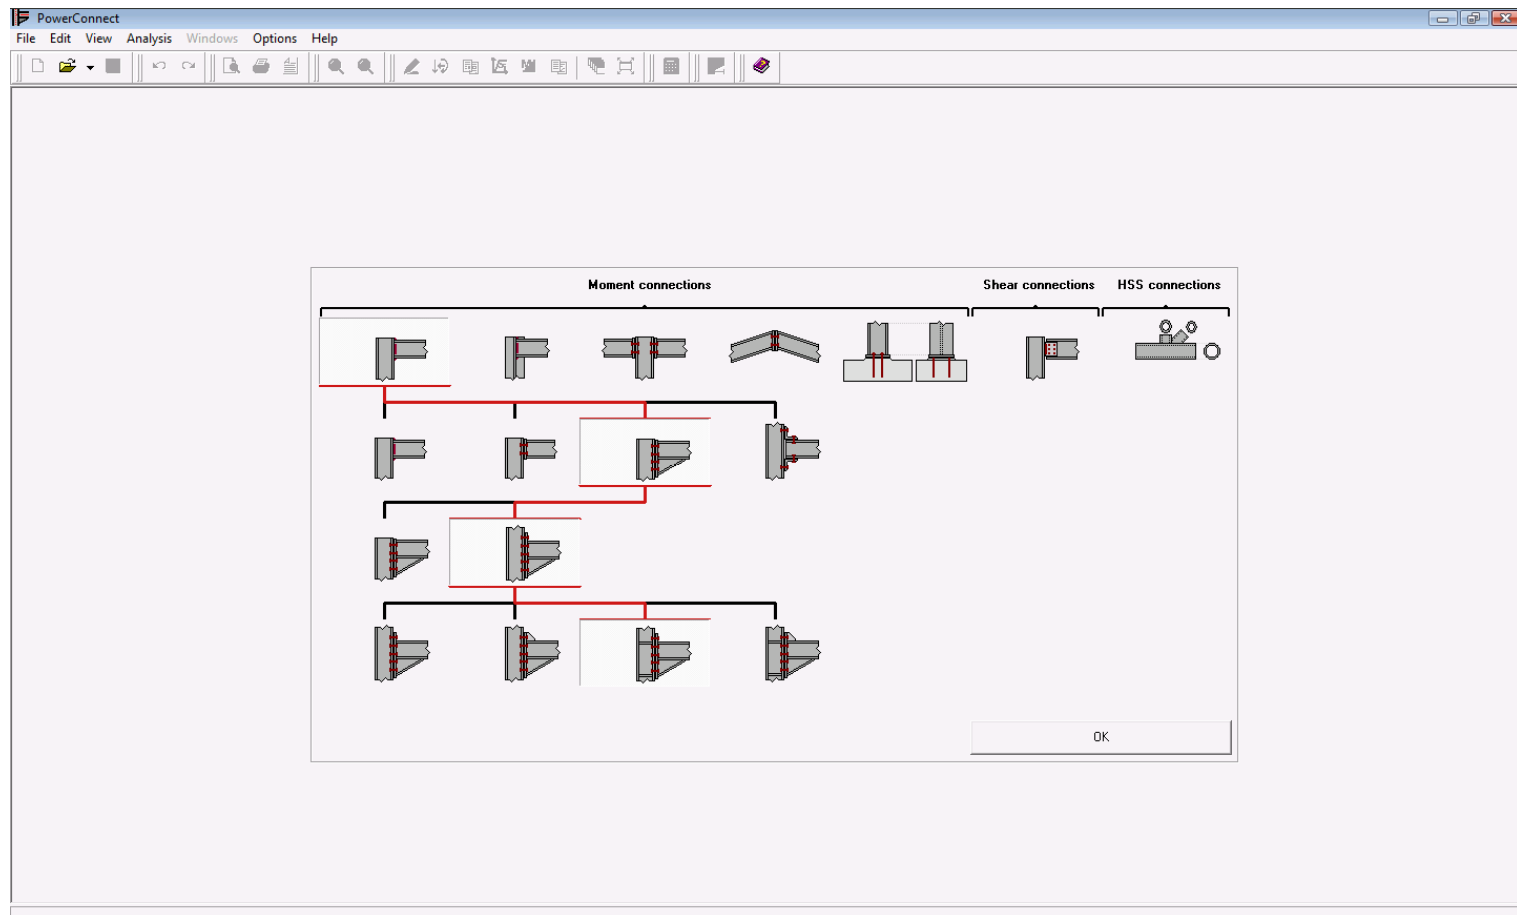 PowerConnect
File Edit View Analysis Windows Options Help
Moment connections Shear connections HSS connections
OK